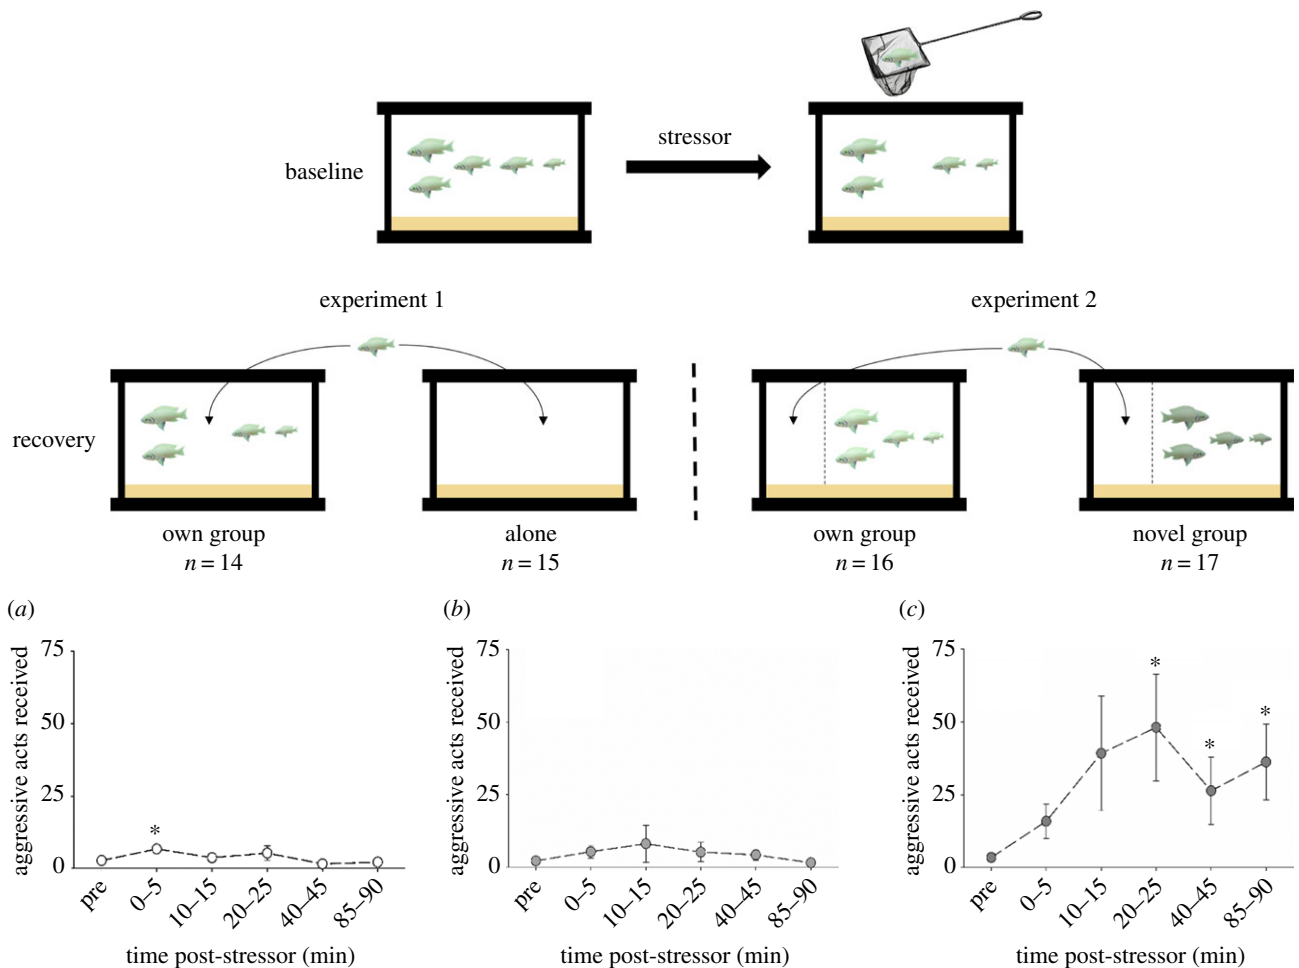 baseline
stressor
experiment 1
experiment 2
recovery
own group
n = 14
alone
n = 15
own group
n = 16
novel group
n = 17
(a)
aggressive acts received
75
50
25
0
pre
0–5
10–15
20–25
40–45
85–90
*
time post-stressor (min)
(b)
aggressive acts received
75
50
25
0
pre
0–5
10–15
20–25
40–45
85–90
time post-stressor (min)
(c)
aggressive acts received
75
50
25
0
pre
0–5
10–15
20–25
40–45
85–90
*
*
*
time post-stressor (min)